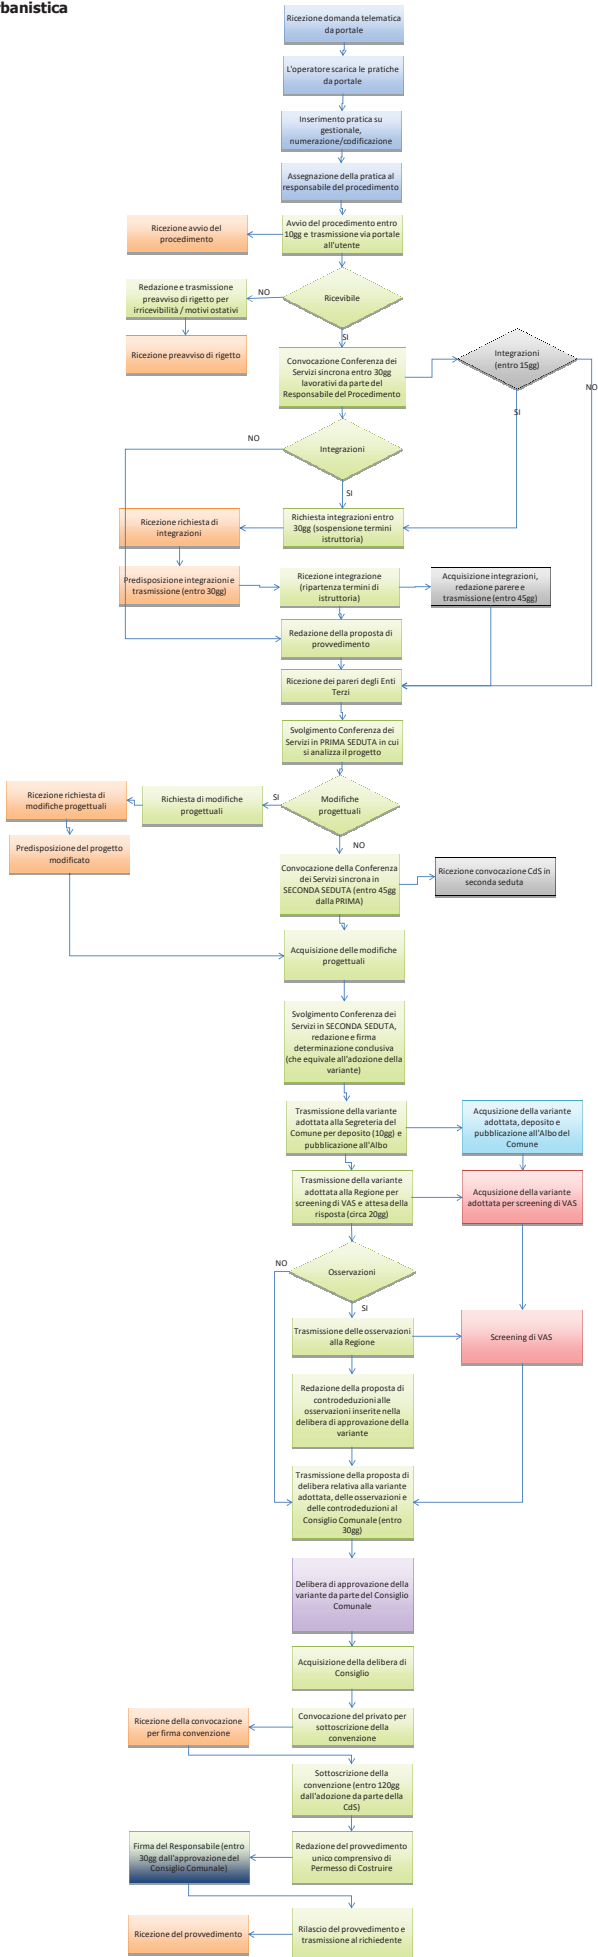 rbanistica
Ricezione domanda telematica
da portale
L'operatore scarica le pratiche
da portale
Inserimento pratica su
gestionale,
numerazione/codificazione
Assegnazione della pratica al
responsabile del procedimento
Ricezione avvio del
procedimento
Avvio del procedimento entro
10gg e trasmissione via portale
all'utente
Redazione e trasmissione
preavviso di rigetto per
irricevibilità / motivi ostativi
NO
Ricevibile
SI
Ricezione preavviso di rigetto
Convocazione Conferenza dei
Servizi sincrona entro 30gg
lavorativi da parte del
Responsabile del Procedimento
Integrazioni
(entro 15gg)
NO
SI
NO
Integrazioni
SI
Ricezione richiesta di
integrazioni
Richiesta integrazioni entro
30gg (sospensione termini
istruttoria)
Predisposizione integrazioni e
trasmissione (entro 30gg)
Ricezione integrazione
(ripartenza termini di
istruttoria)
Acquisizione integrazioni,
redazione parere e
trasmissione (entro 45gg)
Redazione della proposta di
provvedimento
Ricezione dei pareri degli Enti
Terzi
Svolgimento Conferenza dei
Servizi in PRIMA SEDUTA in cui
si analizza il progetto
Ricezione richiesta di
modifiche progettuali
Richiesta di modifiche
progettuali
SI
Modifiche
progettuali
NO
Predisposizione del progetto
modificato
Convocazione della Conferenza
dei Servizi sincrona in
SECONDA SEDUTA (entro 45gg
dalla PRIMA)
Ricezione convocazione CdS in
seconda seduta
Acquisizione delle modifiche
progettuali
Svolgimento Conferenza dei
Servizi in SECONDA SEDUTA,
redazione e firma
determinazione conclusiva
(che equivale all'adozione della
variante)
Trasmissione della variante
adottata alla Segreteria del
Comune per deposito (10gg) e
pubblicazione all'Albo
Acqusizione della variante
adottata, deposito e
pubblicazione all'Albo del
Comune
Trasmissione della variante
adottata alla Regione per
screening di VAS e attesa della
risposta (circa 20gg)
Acqusizione della variante
adottata per screening di VAS
NO
Osservazioni
SI
Trasmissione delle osservazioni
alla Regione
Screening di VAS
Redazione della proposta di
controdeduzioni alle
osservazioni inserite nella
delibera di approvazione della
variante
Trasmissione della proposta di
delibera relativa alla variante
adottata, delle osservazioni e
delle controdeduzioni al
Consiglio Comunale (entro
30gg)
Delibera di approvazione della
variante da parte del Consiglio
Comunale
Acquisizione della delibera di
Consiglio
Ricezione della convocazione
per firma convenzione
Convocazione del privato per
sottoscrizione della
convenzione
Sottoscrizione della
convenzione (entro 120gg
dall'adozione da parte della
CdS)
Firma del Responsabile (entro
30gg dall'approvazione del
Consiglio Comunale)
Redazione del provvedimento
unico comprensivo di
Permesso di Costruire
Ricezione del provvedimento
Rilascio del provvedimento e
trasmissione al richiedente